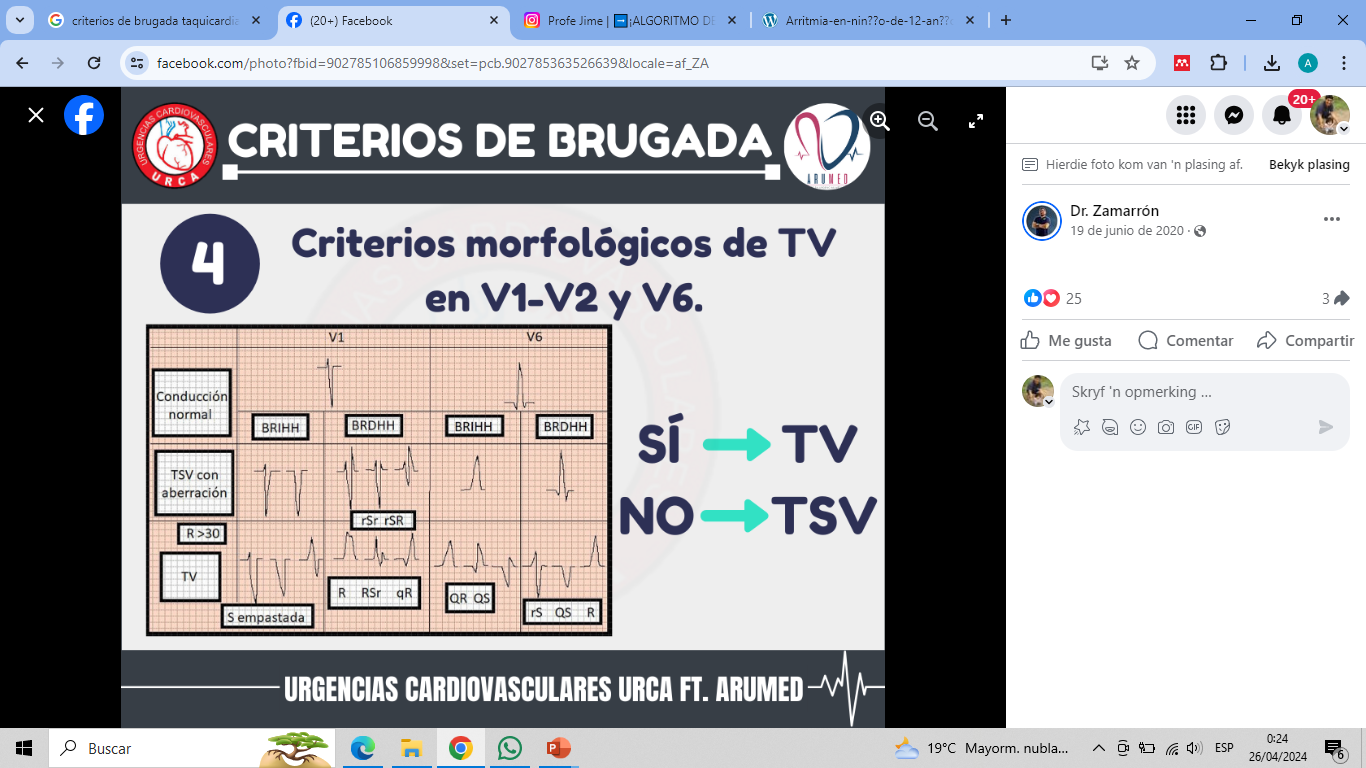 criterios de brugada taquicardia
(20+) Facebook
Profe Jime | ➡️¡ALGORITMO DE
Arritmia-en-nin??o-de-12-an??
facebook.com/photo?fbid=902785106859998&set=pcb.902785363526639&locale=af_ZA
A
URGENCIAS CARDIOVASCULARES
URCA
CRITERIOS DE BRUGADA
ARUMED
4
Criterios morfológicos de TV
en V1-V2 y V6.
V1
V6
Conducción
normal
BRIHH
BRDHH
BRIHH
BRDHH
TSV con
aberración
rSr rSR
R >30
TV
R RSr qR
QR QS
rS QS R
S empastada
SÍ TV
NO TSV
URGENCIAS CARDIOVASCULARES URCA FT. ARUMED
20+
Hierdie foto kom van 'n plasing af.
Bekyk plasing
Dr. Zamarrón
19 de junio de 2020 ·
25
3
Me gusta
Comentar
Compartir
Skryf 'n opmerking ...
GIF
Buscar
19°C Mayorm. nubla...
ESP
0:24
26/04/2024
6